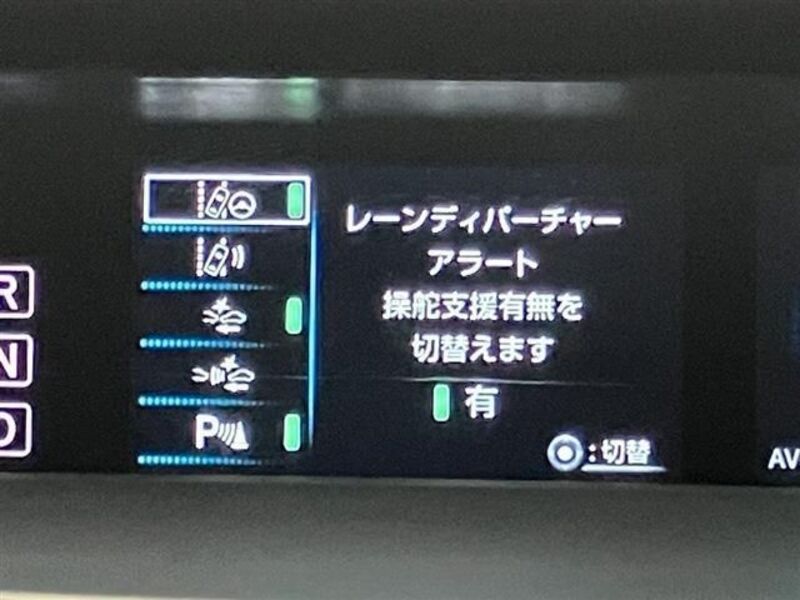 レーンディパーチャー
アラート
操舵支援有無を
切替えます
有
:切替
P
R
N
D
AV